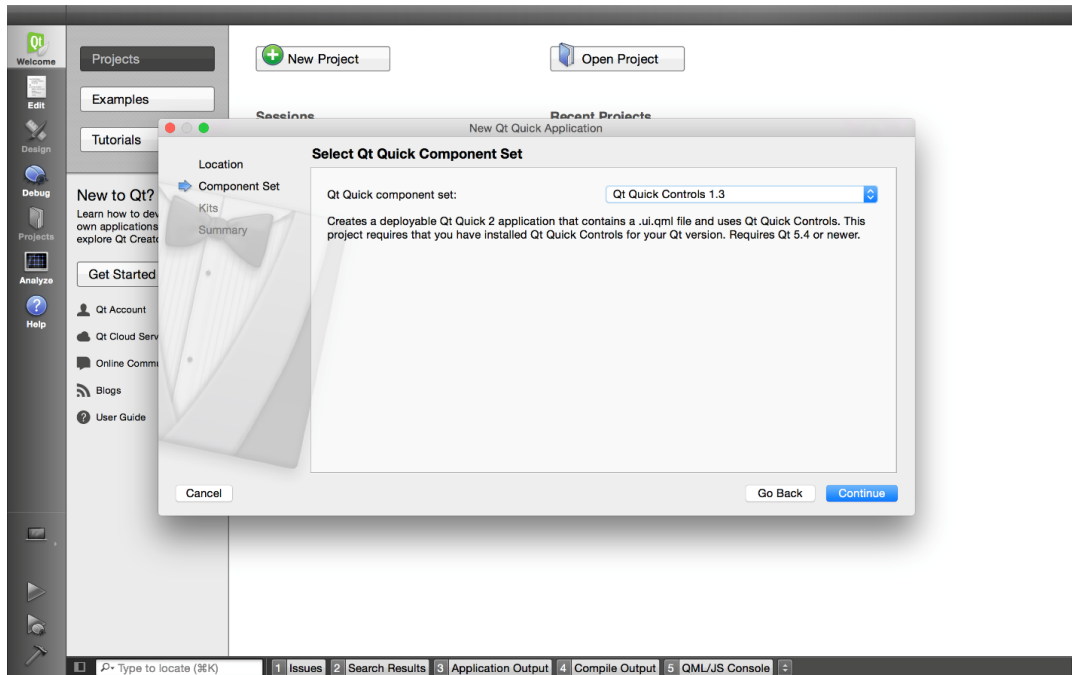 Qt
Welcome
Edit
Design
Debug
Projects
Analyze
Help
Projects
Examples
Tutorials
New to Qt?
Learn how to dev
own applications
explore Qt Creato
Get Started
Qt Account
Qt Cloud Serv
Online Commu
Blogs
User Guide
New Project
Open Project
Sessions
Recent Projects
New Qt Quick Application
Location
Component Set
Kits
Summary
Select Qt Quick Component Set
Qt Quick component set:
Qt Quick Controls 1.3
Creates a deployable Qt Quick 2 application that contains a .ui.qml file and uses Qt Quick Controls. This
project requires that you have installed Qt Quick Controls for your Qt version. Requires Qt 5.4 or newer.
Cancel
Go Back
Continue
Type to locate (⌘K)
1 Issues 2 Search Results 3 Application Output 4 Compile Output 5 QML/JS Console